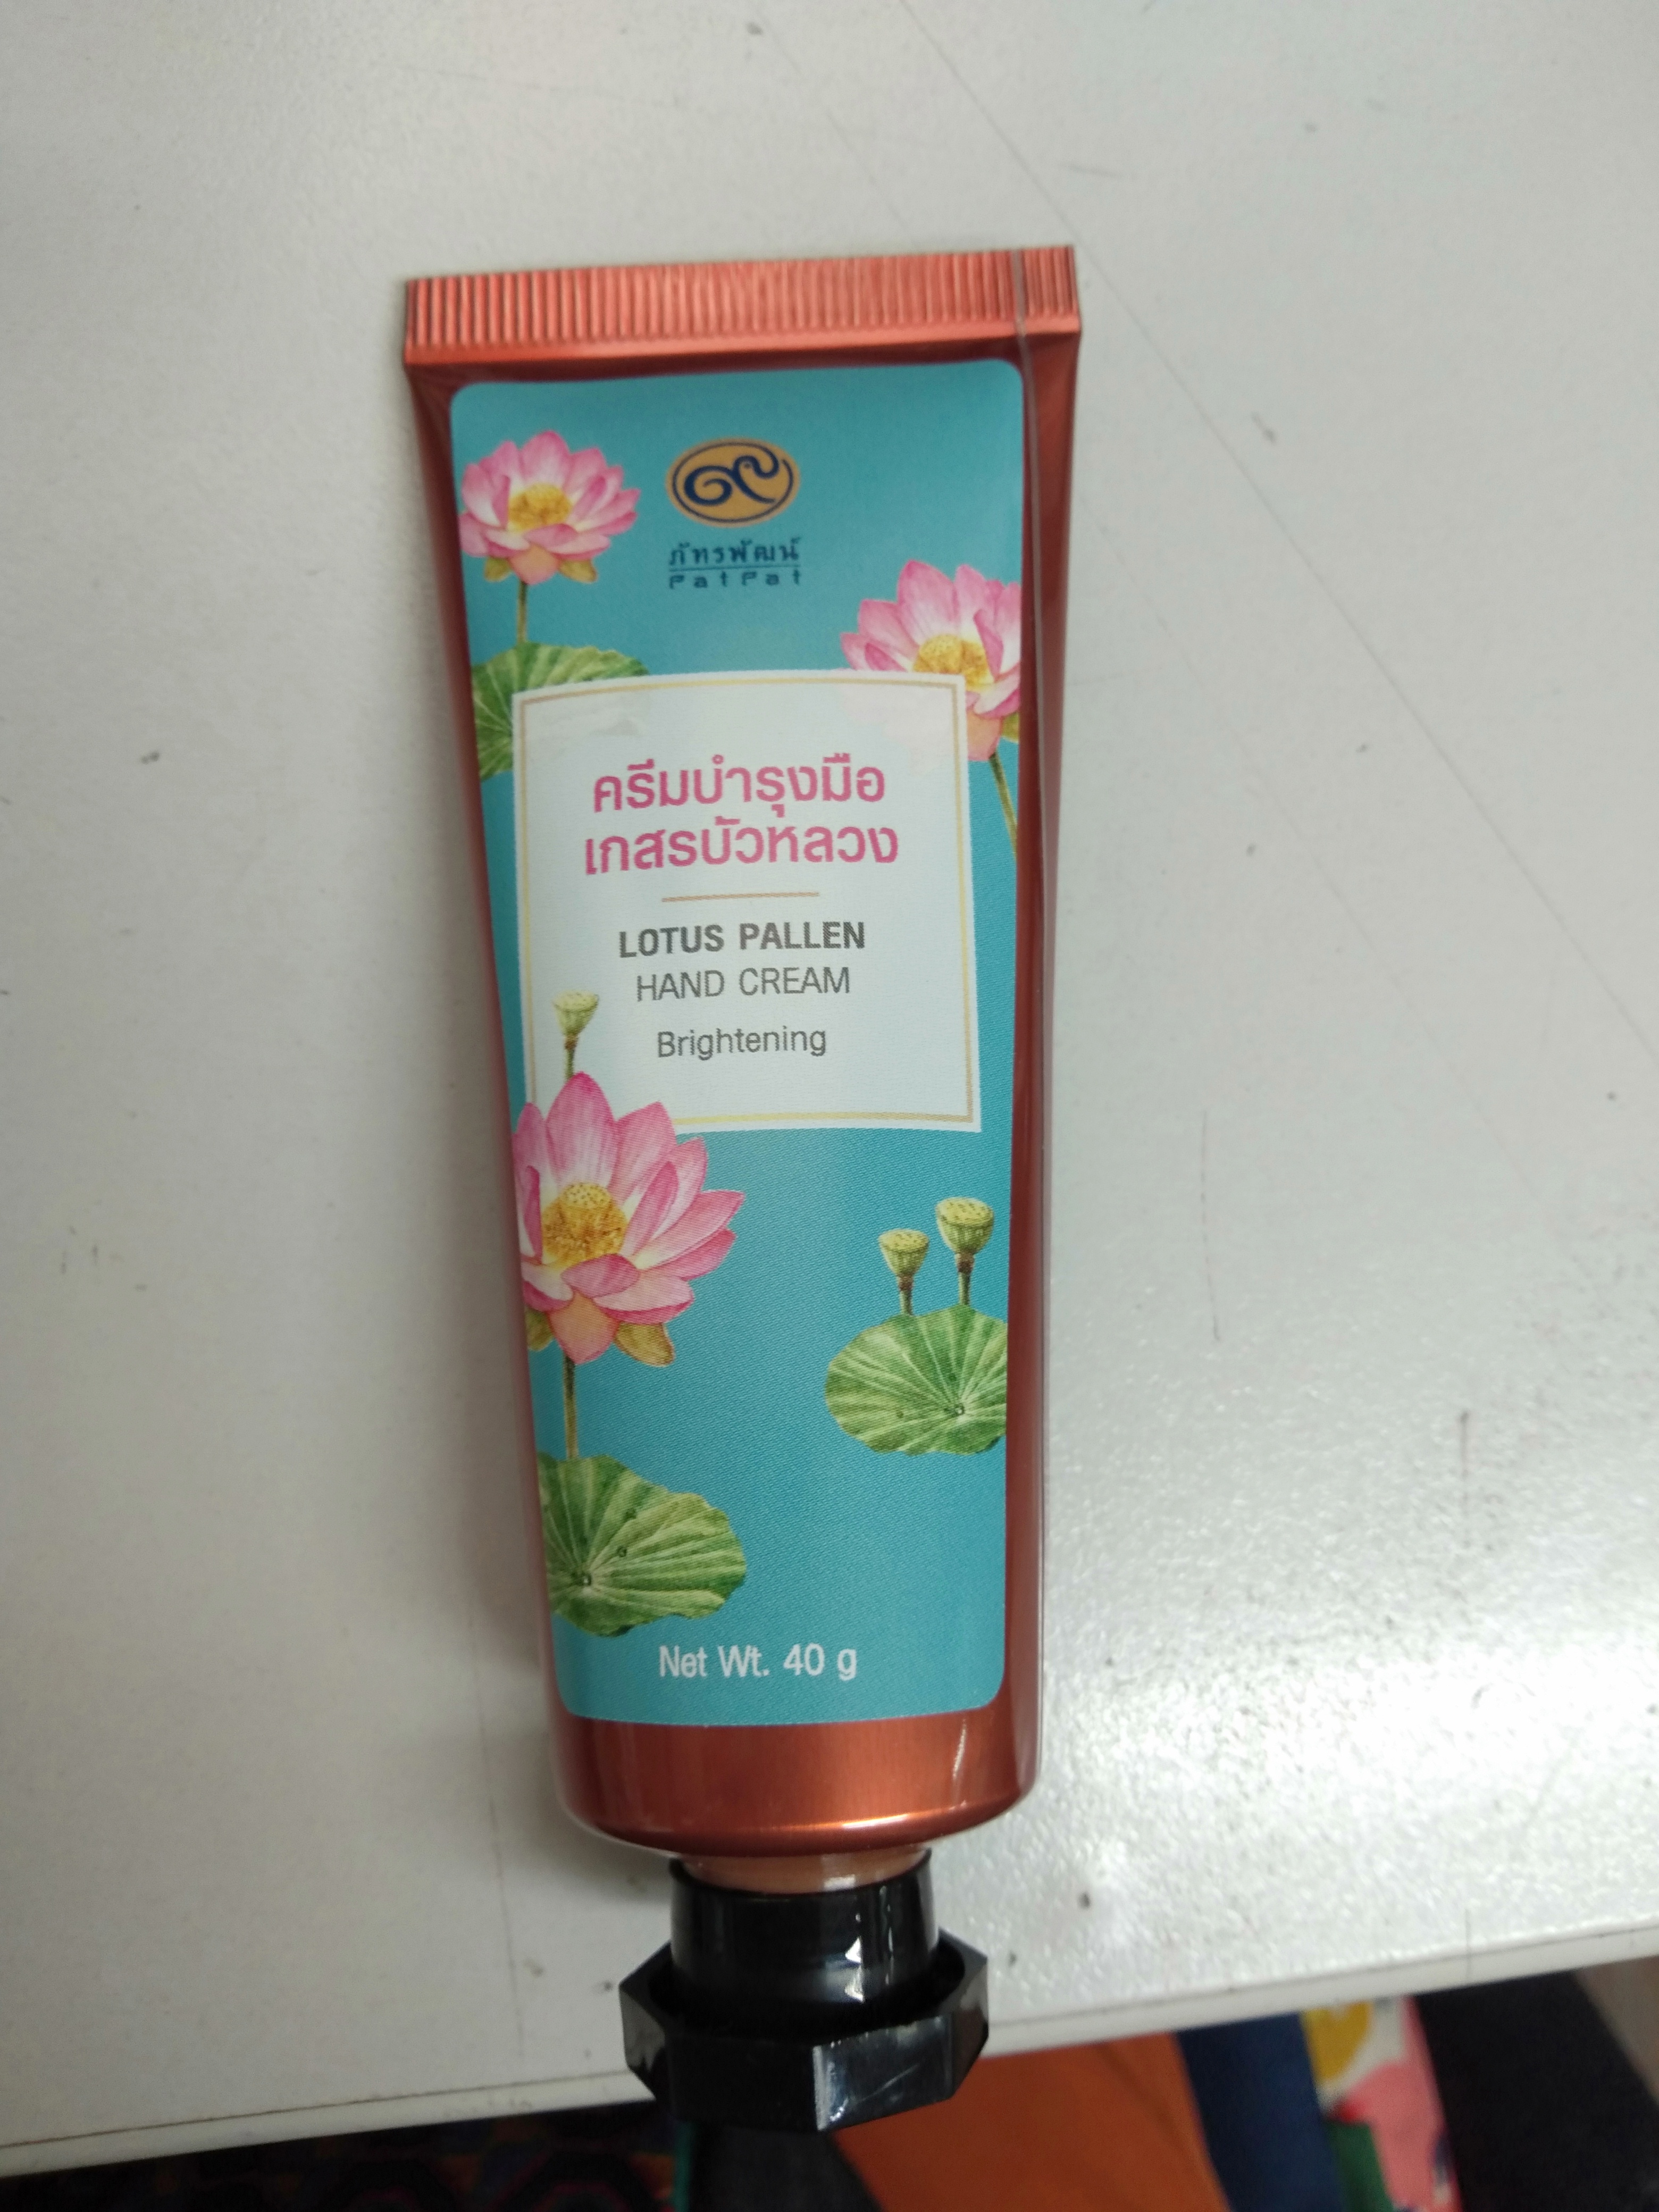 ๙
ภัทรพัฒน์
PatPat
ครีมบำรุงมือ
เกสรบัวหลวง
LOTUS PALLEN
HAND CREAM
Brightening
Net Wt. 40 g